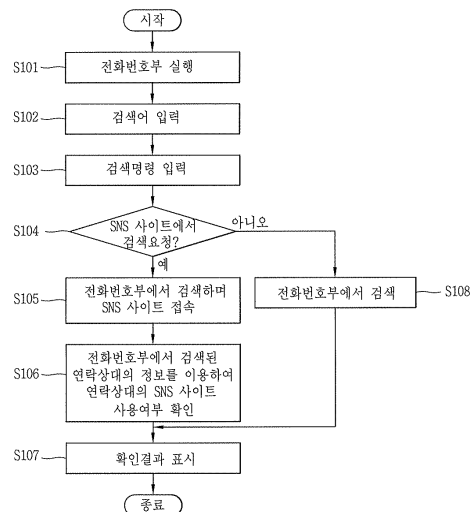 시작
S101
전화번호부 실행
S102
검색어 입력
S103
검색명령 입력
S104
SNS 사이트에서
검색요청?
아니오
예
S105
전화번호부에서 검색하며
SNS 사이트 접속
전화번호부에서 검색
S108
S106
전화번호부에서 검색된
연락상대의 정보를 이용하여
연락상대의 SNS 사이트
사용여부 확인
S107
확인결과 표시
종료